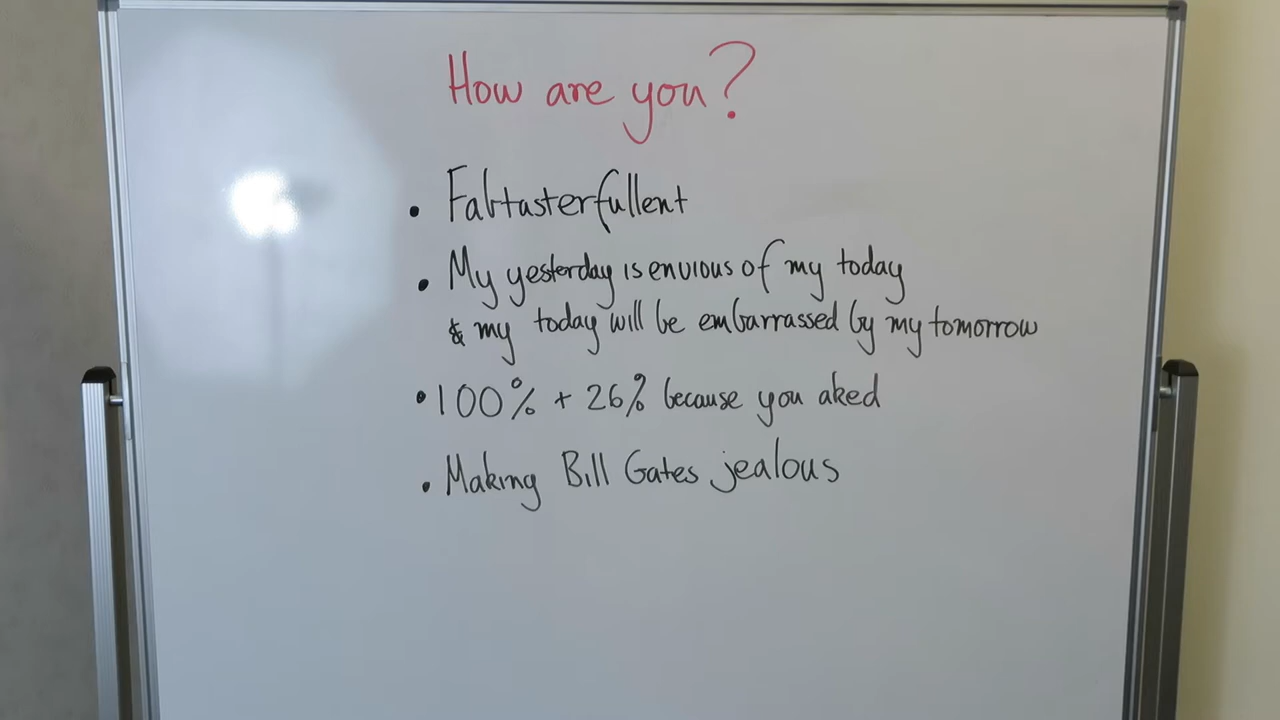 How are you?
• Fabtasterfullent
• My yesterday is envious of my today
& my today will be embarrassed by my tomorrow
• 100% + 26% because you aked
• Making Bill Gates jealous